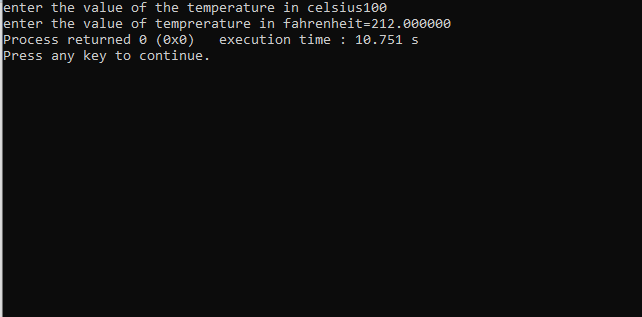 enter the value of the temperature in celsius100
enter the value of temprerature in fahrenheit=212.000000
Process returned 0 (0x0)   execution time : 10.751 s
Press any key to continue.